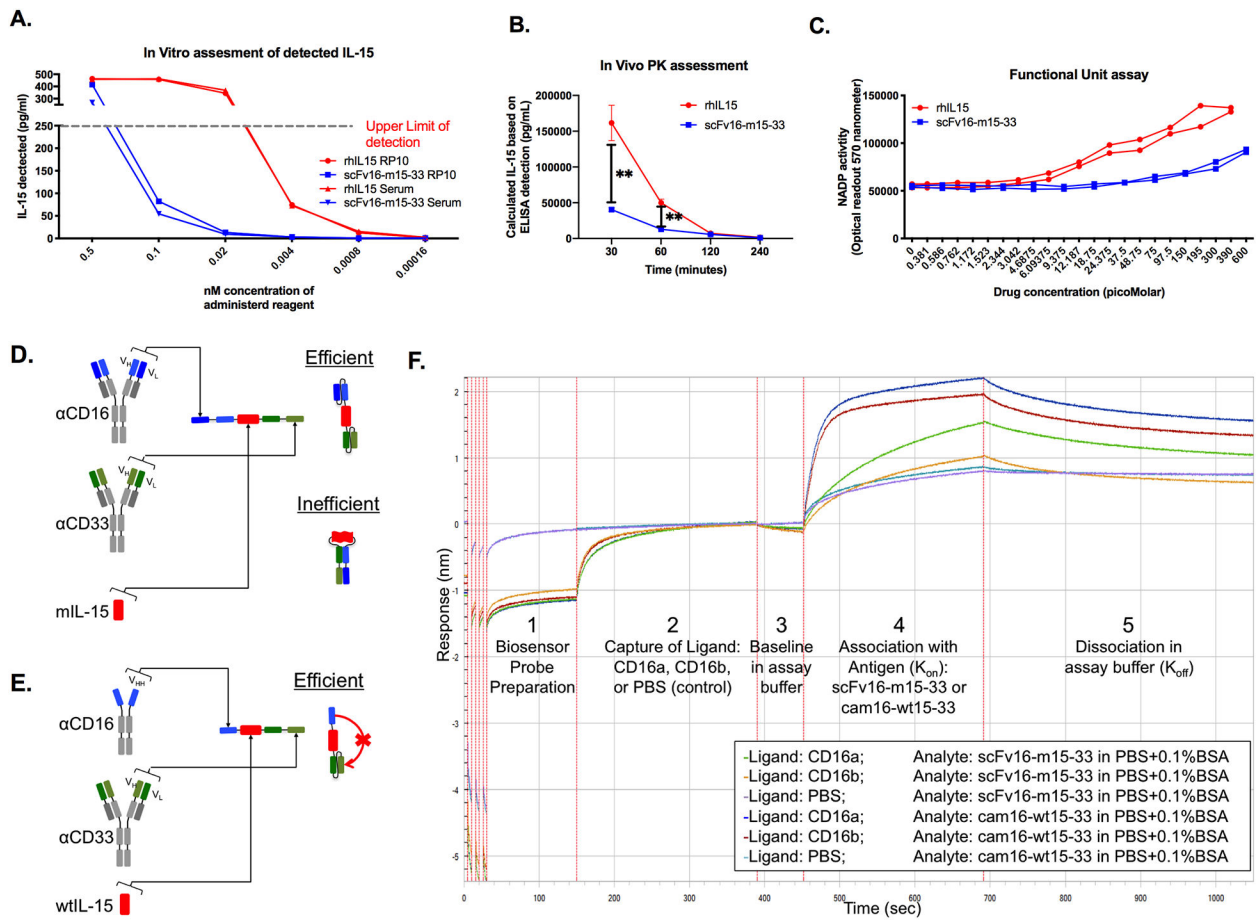 A.
In Vitro assesment of detected IL-15
IL-15 dectected (pg/ml)
500
400
300
250
200
150
100
50
0
Upper Limit of
detection
rhIL15 RP10
scFv16-m15-33 RP10
rhIL15 Serum
scFv16-m15-33 Serum
0.5
0.1
0.02
0.004
0.0008
0.00016
nM concentration of
administerd reagent
B.
In Vivo PK assessment
Calculated IL-15 based on
ELISA detection (pg/mL)
200000
150000
100000
50000
0
rhIL15
scFv16-m15-33
**
**
30
60
120
240
Time (minutes)
C.
Functional Unit assay
NADP activity
(Optical readout 570 nanometer)
150000
100000
50000
0
rhIL15
scFv16-m15-33
0
0.381
0.586
0.762
1.172
1.523
2.344
3.042
4.6875
6.09375
9.375
12.187
18.75
24.375
37.5
48.75
75
97.5
150
195
300
390
600
Drug concentration (picoMolar)
D.
VH
VL
αCD16
VH
VL
αCD33
mIL-15
Efficient
Inefficient
E.
VHH
αCD16
VH
VL
αCD33
wtIL-15
Efficient
F.
Response (nm)
2
1
0
-1
-2
-3
-4
-5
1
Biosensor
Probe
Preparation
2
Capture of Ligand:
CD16a, CD16b,
or PBS (control)
3
Baseline
in assay
buffer
4
Association with
Antigen (Kon):
scFv16-m15-33 or
cam16-wt15-33
5
Dissociation in
assay buffer (Koff)
-Ligand: CD16a; Analyte: scFv16-m15-33 in PBS+0.1%BSA
-Ligand: CD16b; Analyte: scFv16-m15-33 in PBS+0.1%BSA
-Ligand: PBS; Analyte: scFv16-m15-33 in PBS+0.1%BSA
-Ligand: CD16a; Analyte: cam16-wt15-33 in PBS+0.1%BSA
-Ligand: CD16b; Analyte: cam16-wt15-33 in PBS+0.1%BSA
-Ligand: PBS; Analyte: cam16-wt15-33 in PBS+0.1%BSA
0
100
200
300
400
500
600
700
800
900
1000
Time (sec)